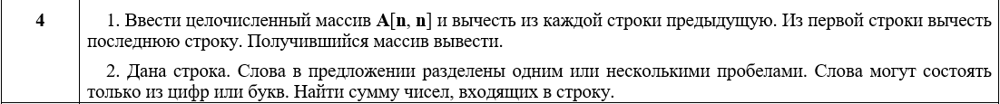 4
1. Ввести целочисленный массив A[n, n] и вычесть из каждой строки предыдущую. Из первой строки вычесть
последнюю строку. Получившийся массив вывести.
2. Дана строка. Слова в предложении разделены одним или несколькими пробелами. Слова могут состоять
только из цифр или букв. Найти сумму чисел, входящих в строку.